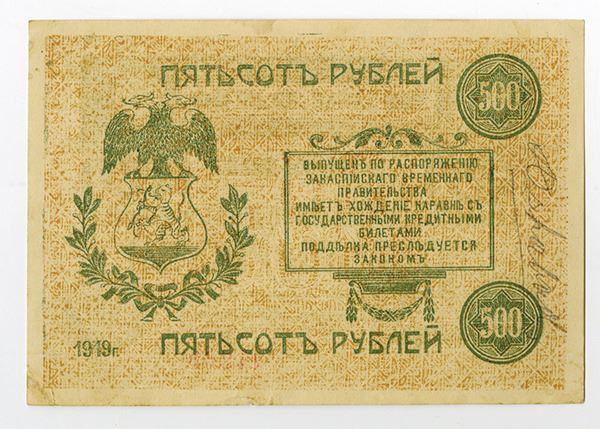 ПЯТЬСОТЪ РУБЛЕЙ
500
ВЫПУЩЕНЪ ПО РАСПОРЯЖЕНІЮ
ЗАКАСПІЙСКАГО ВРЕМЕННАГО
ПРАВИТЕЛЬСТВА
ИМѢЕТЪ ХОЖДЕНІЕ НАРАВНѢ СЪ
ГОСУДАРСТВЕННЫМИ КРЕДИТНЫМИ
БИЛЕТАМИ
ПОДДѢЛКА ПРЕСЛѢДУЕТСЯ
ЗАКОНОМЪ
500
1919г.
ПЯТЬСОТЪ РУБЛЕЙ